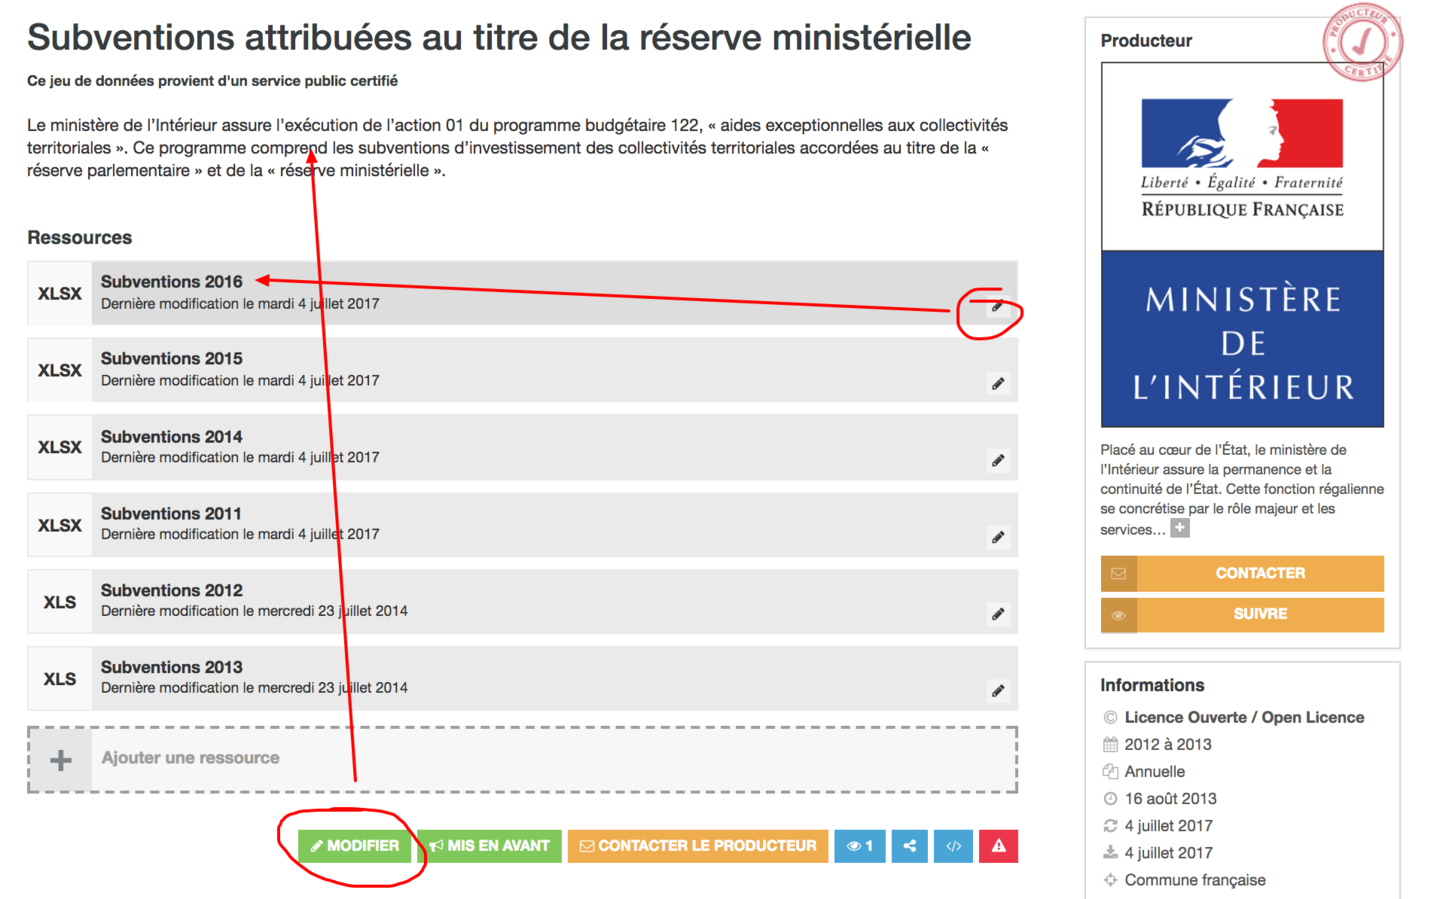 Subventions attribuées au titre de la réserve ministérielle
Ce jeu de données provient d'un service public certifié
Le ministère de l'Intérieur assure l'exécution de l'action 01 du programme budgétaire 122, « aides exceptionnelles aux collectivités
territoriales ». Ce programme comprend les subventions d'investissement des collectivités territoriales accordées au titre de la «
réserve parlementaire » et de la « réserve ministérielle ».
Ressources
XLSX
Subventions 2016
Dernière modification le mardi 4 juillet 2017
XLSX
Subventions 2015
Dernière modification le mardi 4 juillet 2017
XLSX
Subventions 2014
Dernière modification le mardi 4 juillet 2017
XLSX
Subventions 2011
Dernière modification le mardi 4 juillet 2017
XLS
Subventions 2012
Dernière modification le mercredi 23 juillet 2014
XLS
Subventions 2013
Dernière modification le mercredi 23 juillet 2014
+ Ajouter une ressource
MODIFIER
MIS EN AVANT
CONTACTER LE PRODUCTEUR
1
</>
Producteur
PRODUCTEUR CERTIFIÉ
Liberté • Égalité • Fraternité
RÉPUBLIQUE FRANÇAISE
MINISTÈRE
DE
L'INTÉRIEUR
Placé au cœur de l'État, le ministère de
l'Intérieur assure la permanence et la
continuité de l'État. Cette fonction régalienne
se concrétise par le rôle majeur et les
services... +
CONTACTER
SUIVRE
Informations
© Licence Ouverte / Open Licence
2012 à 2013
Annuelle
16 août 2013
4 juillet 2017
4 juillet 2017
Commune française